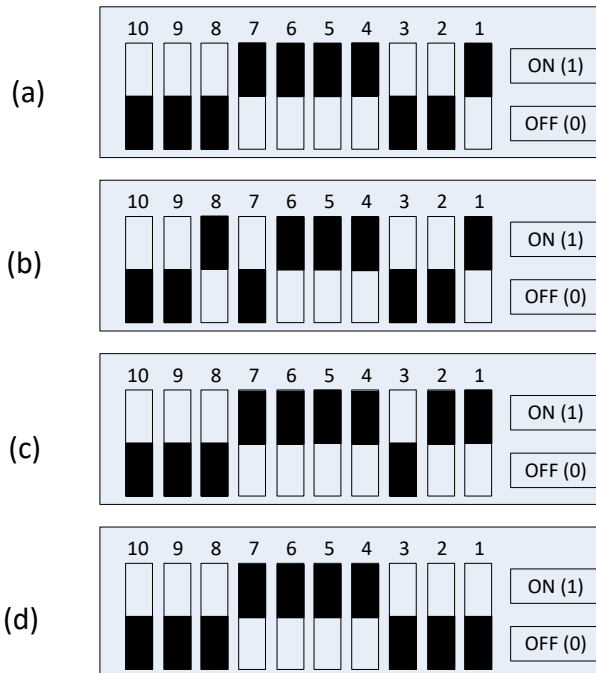 10 9 8 7 6 5 4 3 2 1
(a)
ON (1)
OFF (0)
10 9 8 7 6 5 4 3 2 1
(b)
ON (1)
OFF (0)
10 9 8 7 6 5 4 3 2 1
(c)
ON (1)
OFF (0)
10 9 8 7 6 5 4 3 2 1
(d)
ON (1)
OFF (0)